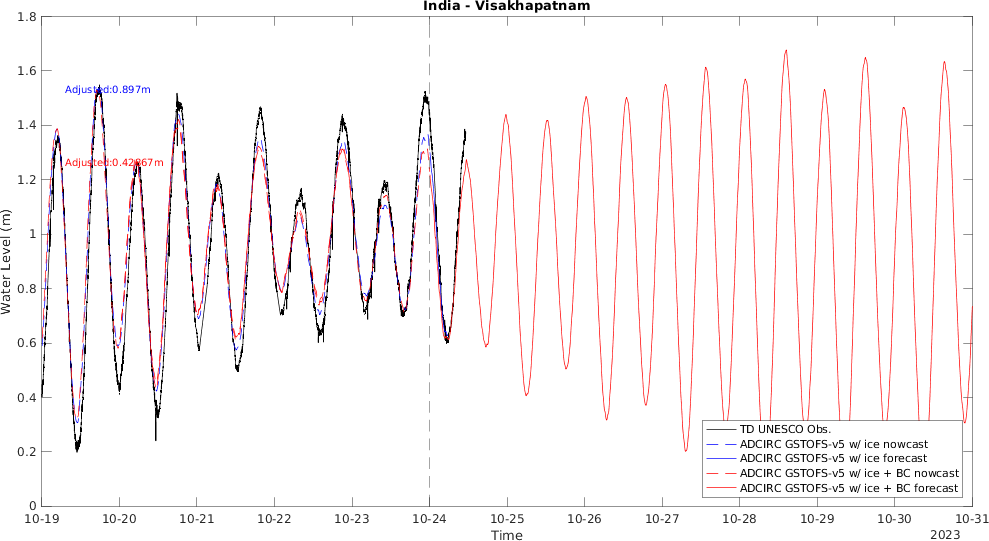 India - Visakhapatnam
1.8
1.6
1.4
1.2
1
0.8
0.6
0.4
0.2
0
Water Level (m)
Adjusted:0.897m
Adjusted:0.42867m
TD UNESCO Obs.
ADCIRC GSTOFS-v5 w/ ice nowcast
ADCIRC GSTOFS-v5 w/ ice forecast
ADCIRC GSTOFS-v5 w/ ice + BC nowcast
ADCIRC GSTOFS-v5 w/ ice + BC forecast
10-19 10-20 10-21 10-22 10-23 10-24 10-25 10-26 10-27 10-28 10-29 10-30 10-31
Time
2023